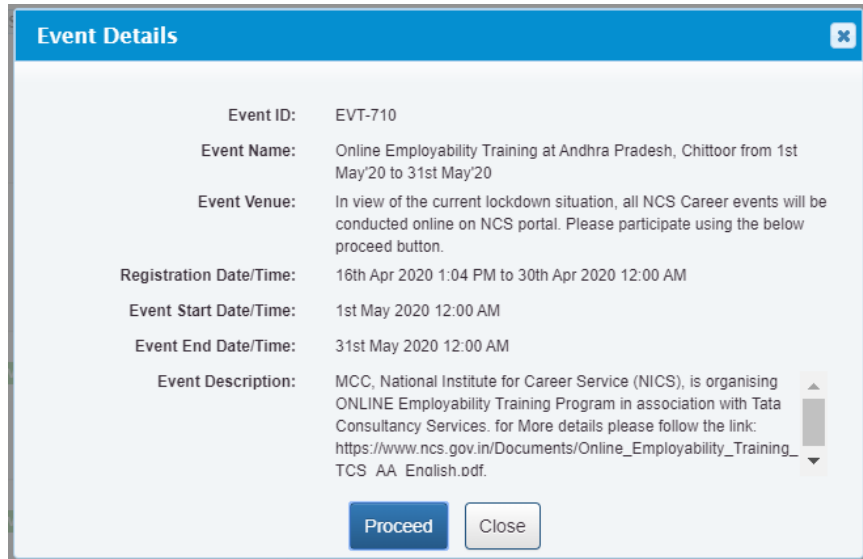 Event Details
Event ID: EVT-710
Event Name: Online Employability Training at Andhra Pradesh, Chittoor from 1st
May'20 to 31st May'20
Event Venue: In view of the current lockdown situation, all NCS Career events will be
conducted online on NCS portal. Please participate using the below
proceed button.
Registration Date/Time: 16th Apr 2020 1:04 PM to 30th Apr 2020 12:00 AM
Event Start Date/Time: 1st May 2020 12:00 AM
Event End Date/Time: 31st May 2020 12:00 AM
Event Description: MCC, National Institute for Career Service (NICS), is organising
ONLINE Employability Training Program in association with Tata
Consultancy Services. for More details please follow the link:
https://www.ncs.gov.in/Documents/Online_Employability_Training_
TCS_AA_English.pdf.
Proceed Close